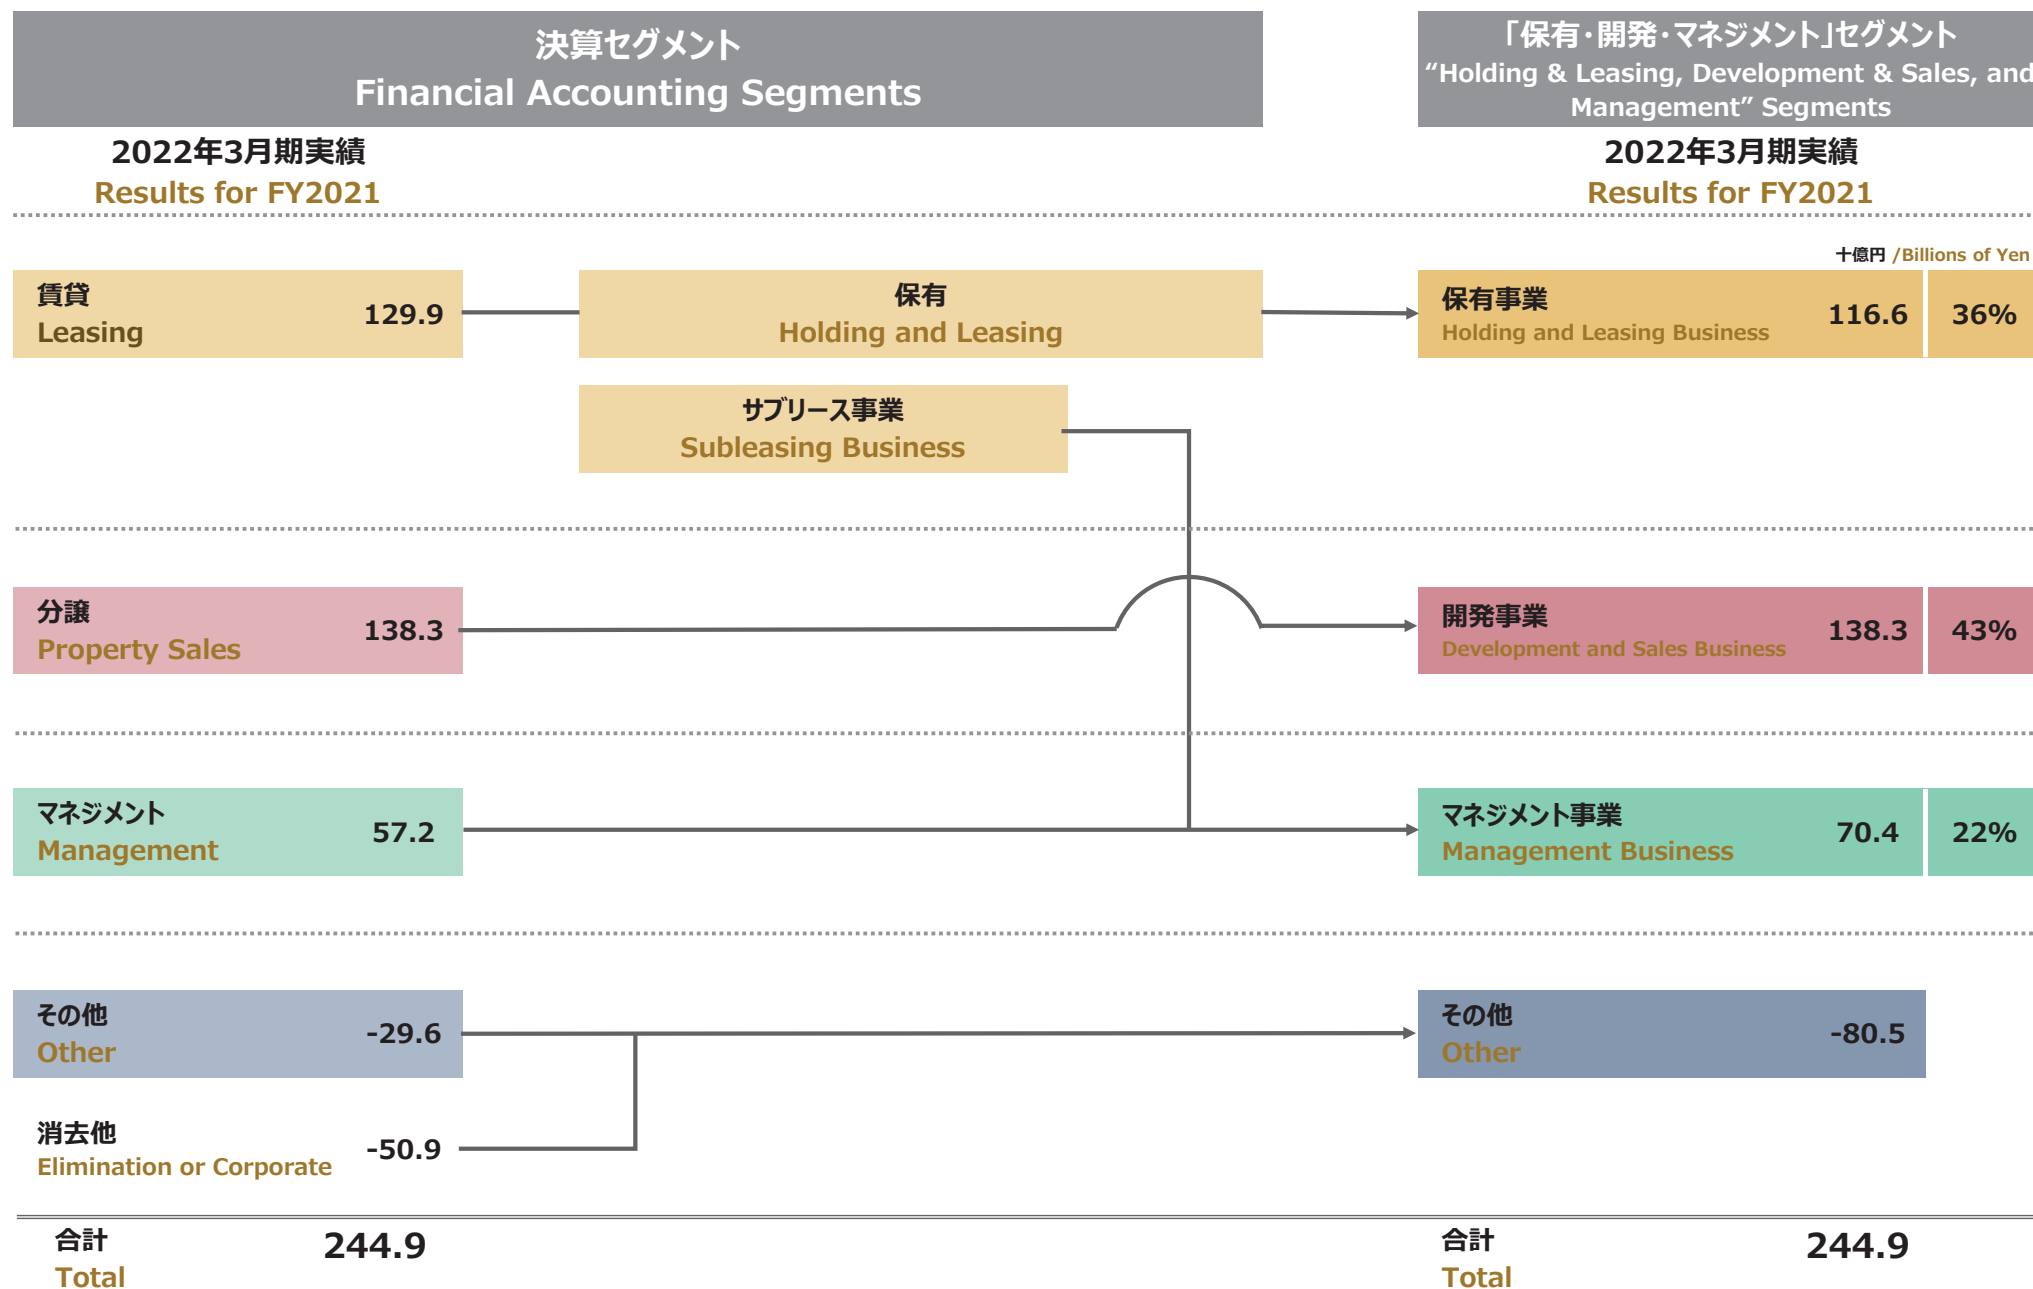 決算セグメント
Financial Accounting Segments
「保有・開発・マネジメント」セグメント
“Holding & Leasing, Development & Sales, and
Management” Segments
2022年3月期実績
Results for FY2021
2022年3月期実績
Results for FY2021
十億円 /Billions of Yen
賃貸
Leasing
129.9
保有
Holding and Leasing
保有事業
Holding and Leasing Business
116.6
36%
サブリース事業
Subleasing Business
分譲
Property Sales
138.3
開発事業
Development and Sales Business
138.3
43%
マネジメント
Management
57.2
マネジメント事業
Management Business
70.4
22%
その他
Other
-29.6
その他
Other
-80.5
消去他
Elimination or Corporate
-50.9
合計
Total
244.9
合計
Total
244.9